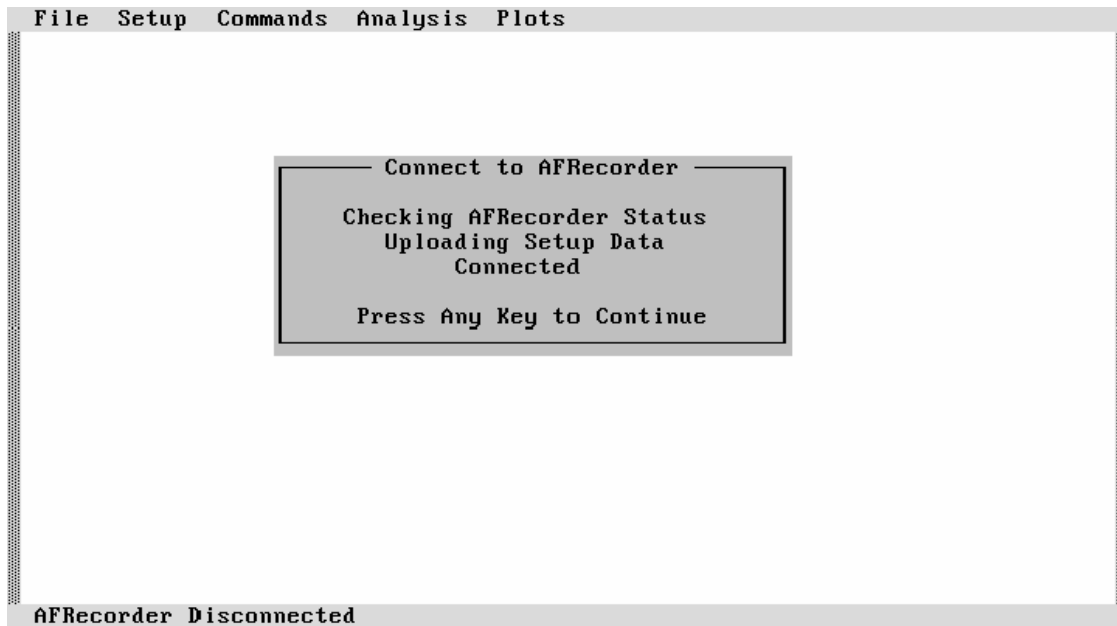 File Setup Commands Analysis Plots
Connect to AFRecorder
Checking AFRecorder Status
Uploading Setup Data
Connected
Press Any Key to Continue
AFRecorder Disconnected